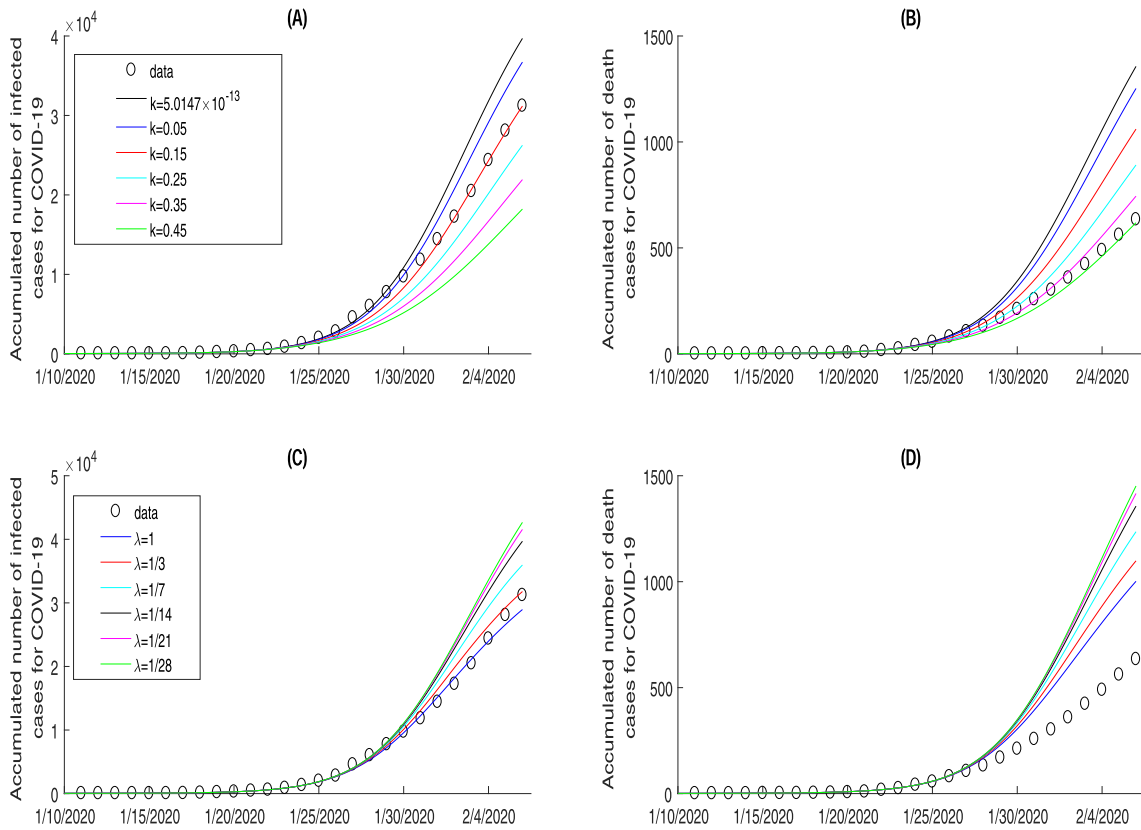 (A)
×10⁴
Accumulated number of infected
cases for COVID-19
4
3
2
1
0
data
k=5.0147×10⁻¹³
k=0.05
k=0.15
k=0.25
k=0.35
k=0.45
1/10/2020 1/15/2020 1/20/2020 1/25/2020 1/30/2020 2/4/2020
(B)
Accumulated number of death
cases for COVID-19
1500
1000
500
0
1/10/2020 1/15/2020 1/20/2020 1/25/2020 1/30/2020 2/4/2020
(C)
×10⁴
Accumulated number of infected
cases for COVID-19
5
4
3
2
1
0
data
λ=1
λ=1/3
λ=1/7
λ=1/14
λ=1/21
λ=1/28
1/10/2020 1/15/2020 1/20/2020 1/25/2020 1/30/2020 2/4/2020
(D)
Accumulated number of death
cases for COVID-19
1500
1000
500
0
1/10/2020 1/15/2020 1/20/2020 1/25/2020 1/30/2020 2/4/2020